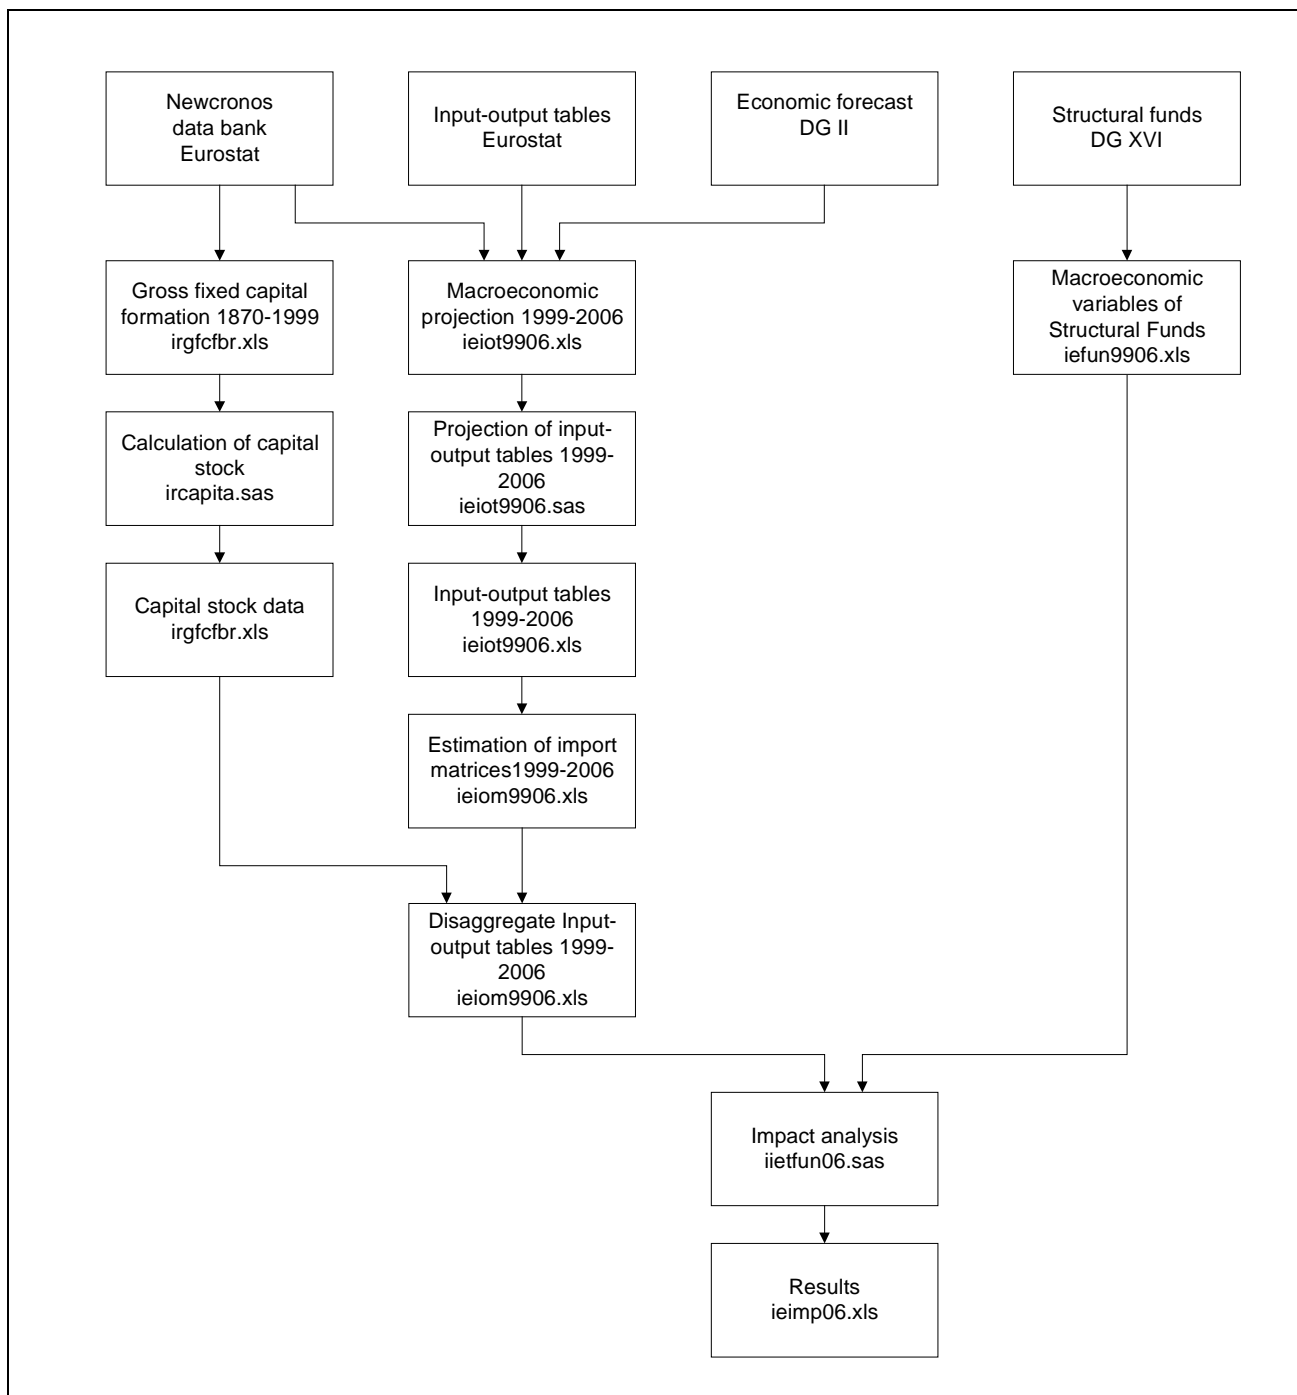 Newcronos
data bank
Eurostat
Input-output tables
Eurostat
Economic forecast
DG II
Structural funds
DG XVI
Gross fixed capital
formation 1870-1999
irgfcfbr.xls
Macroeconomic
projection 1999-2006
ieiot9906.xls
Macroeconomic
variables of
Structural Funds
iefun9906.xls
Calculation of capital
stock
ircapita.sas
Projection of input-
output tables 1999-
2006
ieiot9906.sas
Capital stock data
irgfcfbr.xls
Input-output tables
1999-2006
ieiot9906.xls
Estimation of import
matrices1999-2006
ieiom9906.xls
Disaggregate Input-
output tables 1999-
2006
ieiom9906.xls
Impact analysis
iietfun06.sas
Results
ieimp06.xls